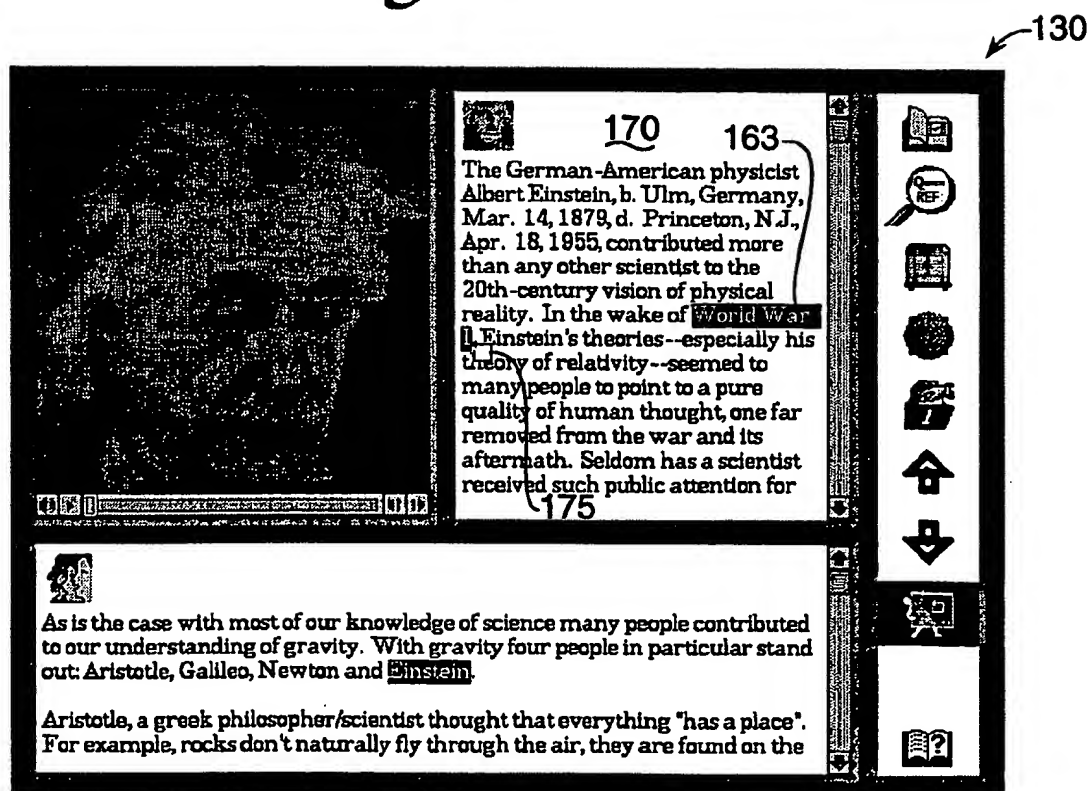 130
170
163
The German-American physicist
Albert Einstein, b. Ulm, Germany,
Mar. 14, 1879, d. Princeton, N.J.,
Apr. 18, 1955, contributed more
than any other scientist to the
20th-century vision of physical
reality. In the wake of World War
I, Einstein's theories--especially his
theory of relativity--seemed to
many people to point to a pure
quality of human thought, one far
removed from the war and its
aftermath. Seldom has a scientist
received such public attention for
175
REF
1
As is the case with most of our knowledge of science many people contributed
to our understanding of gravity. With gravity four people in particular stand
out: Aristotle, Galileo, Newton and Einstein.
Aristotle, a greek philosopher/scientist thought that everything "has a place".
For example, rocks don't naturally fly through the air, they are found on the
?